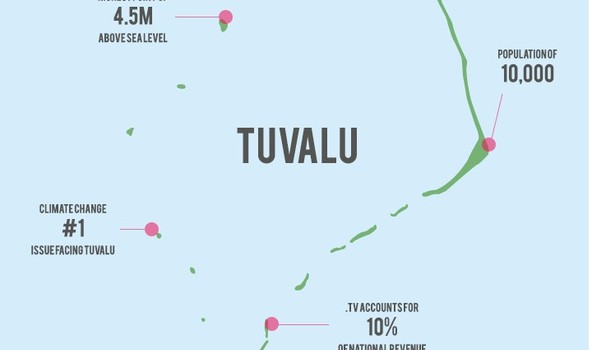 4.5M
ABOVE SEA LEVEL
POPULATION OF
10,000
TUVALU
CLIMATE CHANGE
#1
ISSUE FACING TUVALU
.TV ACCOUNTS FOR
10%
OF NATIONAL REVENUE